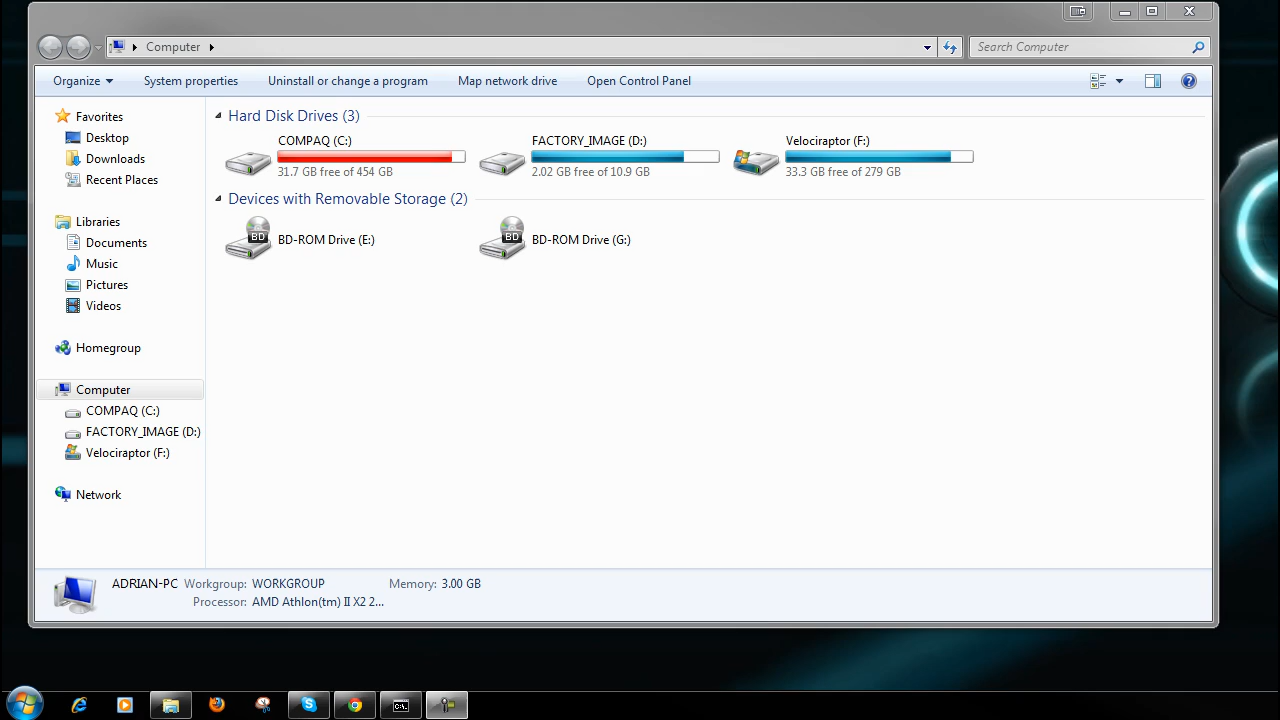 Computer
Search Computer
Organize
System properties
Uninstall or change a program
Map network drive
Open Control Panel
Favorites
Desktop
Downloads
Recent Places
Libraries
Documents
Music
Pictures
Videos
Homegroup
Computer
COMPAQ (C:)
FACTORY_IMAGE (D:)
Velociraptor (F:)
Network
Hard Disk Drives (3)
COMPAQ (C:)
31.7 GB free of 454 GB
FACTORY_IMAGE (D:)
2.02 GB free of 10.9 GB
Velociraptor (F:)
33.3 GB free of 279 GB
Devices with Removable Storage (2)
BD
BD-ROM Drive (E:)
BD
BD-ROM Drive (G:)
ADRIAN-PC Workgroup: WORKGROUP Memory: 3.00 GB
Processor: AMD Athlon(tm) II X2 2...